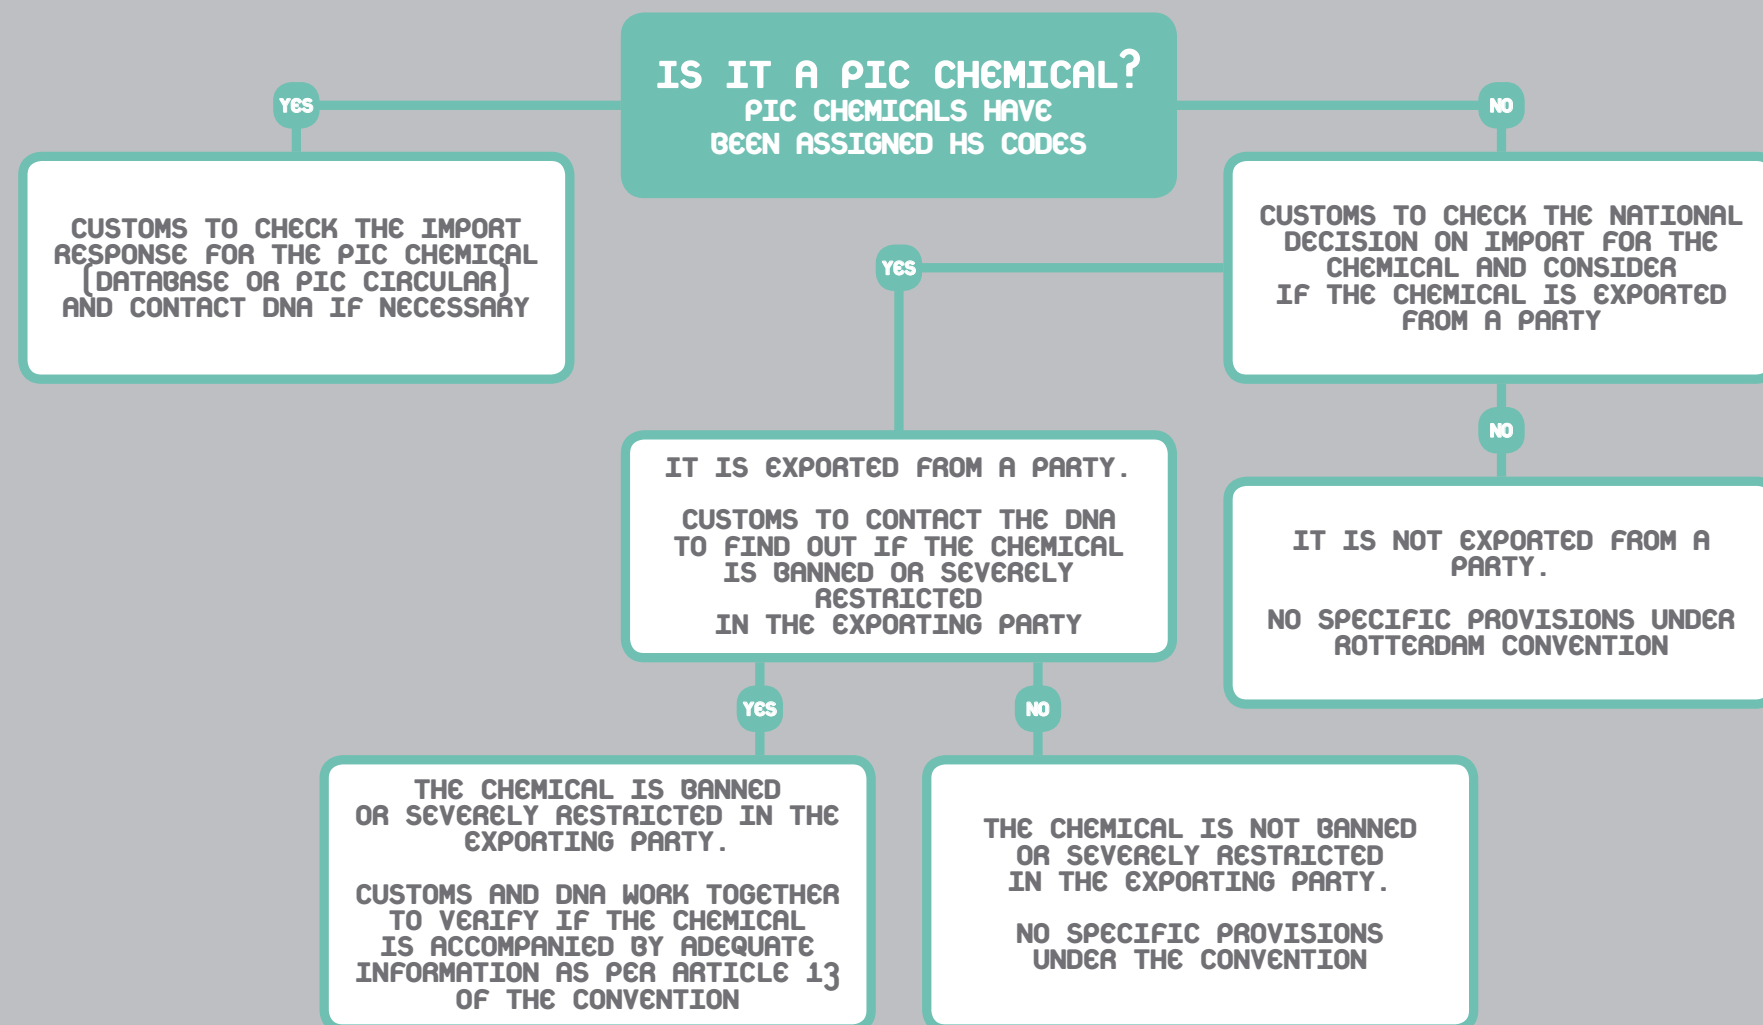 IS IT A PIC CHEMICAL?
PIC CHEMICALS HAVE
BEEN ASSIGNED HS CODES
YES
NO
CUSTOMS TO CHECK THE IMPORT
RESPONSE FOR THE PIC CHEMICAL
(DATABASE OR PIC CIRCULAR)
AND CONTACT DNA IF NECESSARY
CUSTOMS TO CHECK THE NATIONAL
DECISION ON IMPORT FOR THE
CHEMICAL AND CONSIDER
IF THE CHEMICAL IS EXPORTED
FROM A PARTY
YES
NO
IT IS EXPORTED FROM A PARTY.
CUSTOMS TO CONTACT THE DNA
TO FIND OUT IF THE CHEMICAL
IS BANNED OR SEVERELY
RESTRICTED
IN THE EXPORTING PARTY
IT IS NOT EXPORTED FROM A
PARTY.
NO SPECIFIC PROVISIONS UNDER
ROTTERDAM CONVENTION
YES
NO
THE CHEMICAL IS BANNED
OR SEVERELY RESTRICTED IN THE
EXPORTING PARTY.
CUSTOMS AND DNA WORK TOGETHER
TO VERIFY IF THE CHEMICAL
IS ACCOMPANIED BY ADEQUATE
INFORMATION AS PER ARTICLE 13
OF THE CONVENTION
THE CHEMICAL IS NOT BANNED
OR SEVERELY RESTRICTED
IN THE EXPORTING PARTY.
NO SPECIFIC PROVISIONS
UNDER THE CONVENTION